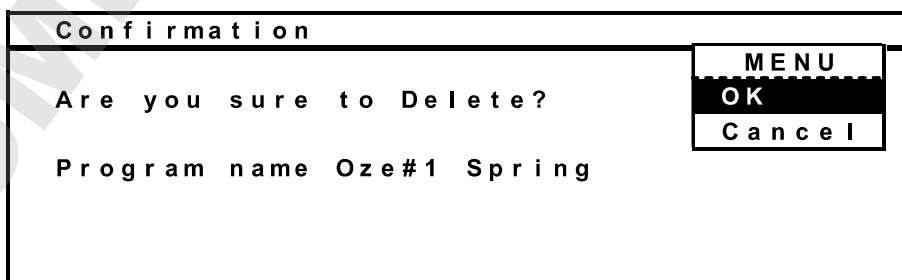 Confirmation
MENU
Are you sure to Delete?
OK
Cancel
Program name Oze#1 Spring